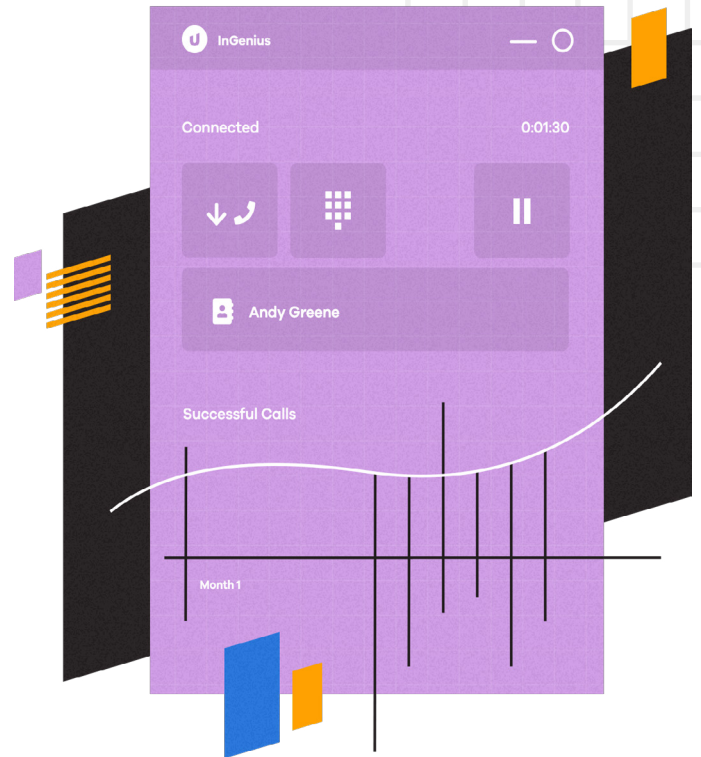 InGenius
Connected 0:01:30
Andy Greene
Successful Calls
Month 1